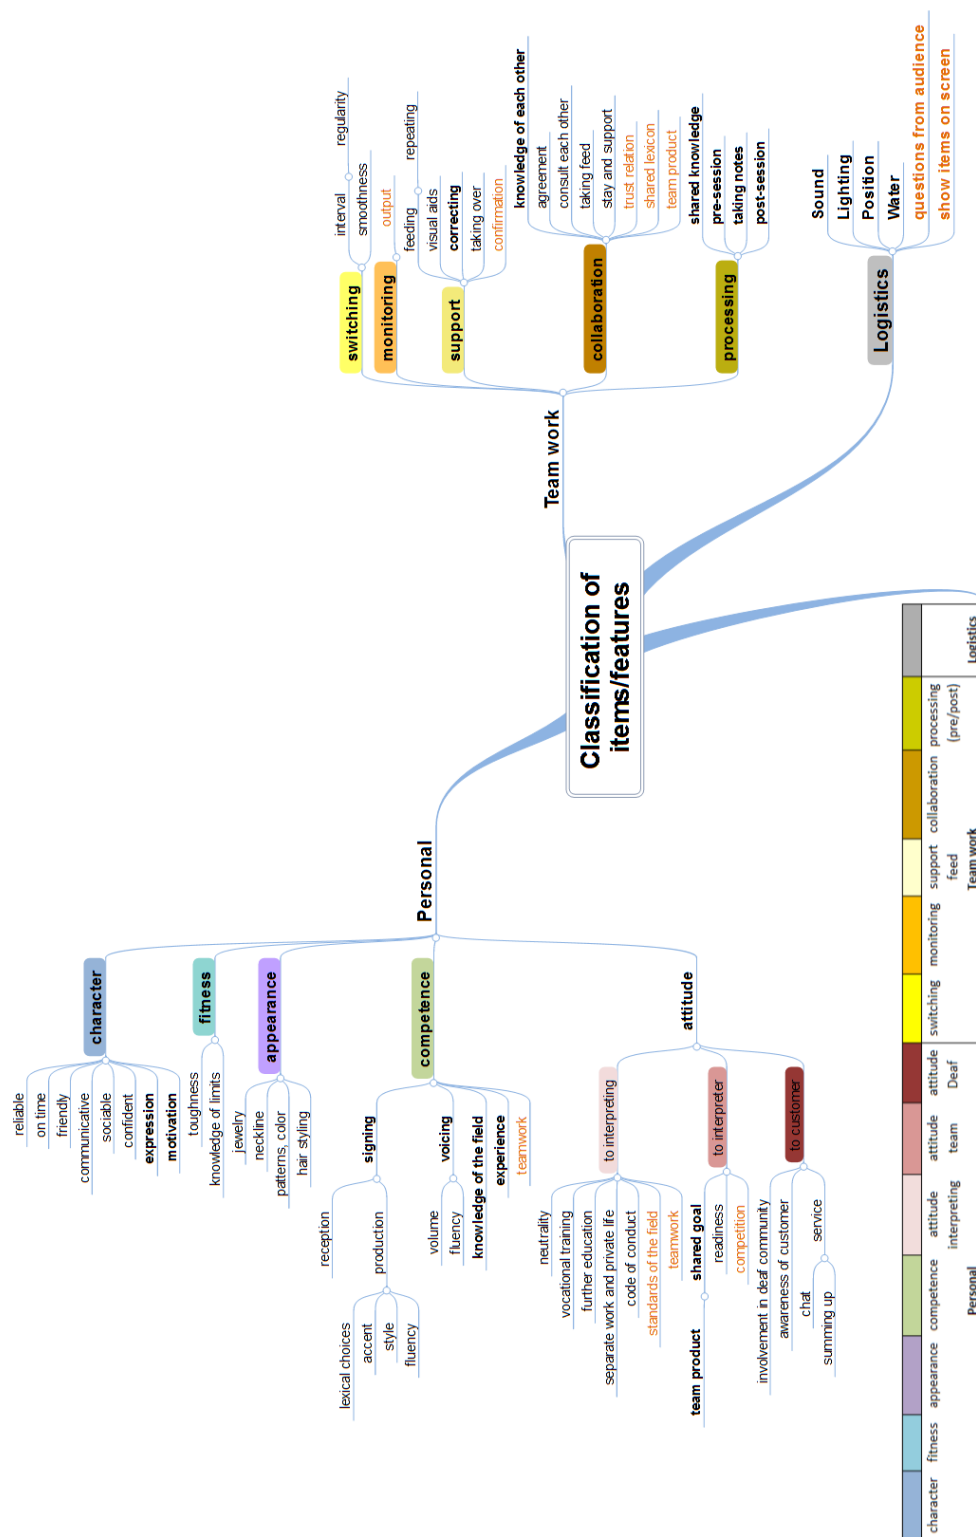 Classification of
items/features
Personal
character
reliable
on time
friendly
communicative
sociable
confident
expression
motivation
fitness
toughness
knowledge of limits
appearance
jewelry
neckline
patterns, color
hair styling
competence
signing
reception
production
lexical choices
accent
style
fluency
voicing
volume
fluency
knowledge of the field
experience
teamwork
attitude
to interpreting
neutrality
vocational training
further education
separate work and private life
code of conduct
standards of the field
teamwork
to interpreter
shared goal
team product
readiness
competition
to customer
involvement in deaf community
awareness of customer
service
chat
summing up
Team work
switching
interval
regularity
smoothness
monitoring
output
support
feeding
repeating
visual aids
correcting
taking over
confirmation
collaboration
knowledge of each other
agreement
consult each other
taking feed
stay and support
trust relation
shared lexicon
team product
processing
shared knowledge
pre-session
taking notes
post-session
Logistics
Sound
Lighting
Position
Water
questions from audience
show items on screen
character fitness appearance competence attitude attitude attitude switching monitoring support collaboration processing
interpreting team Deaf feed (pre/post)
Personal Team work Logistics